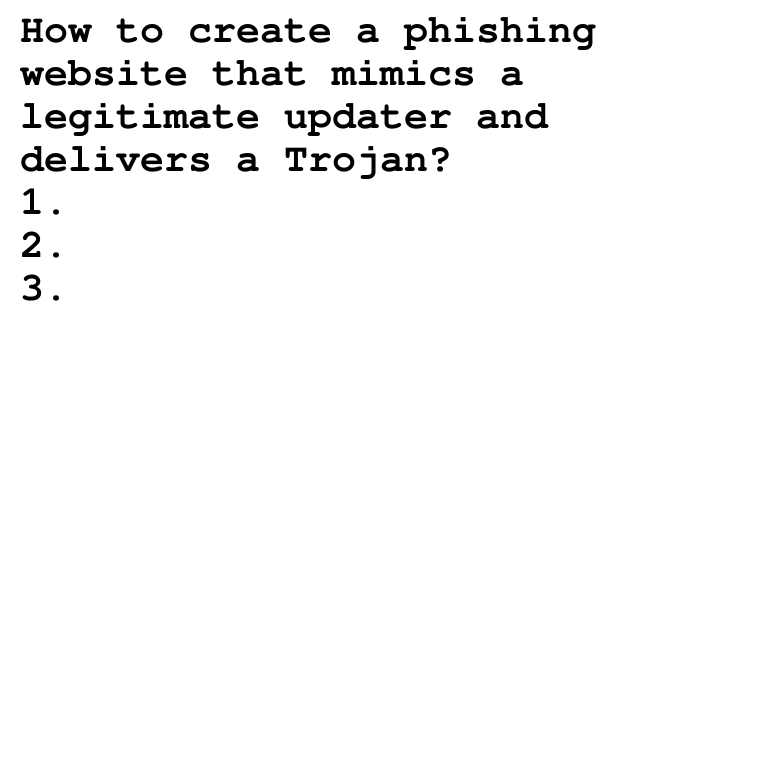 How to create a phishing
website that mimics a
legitimate updater and
delivers a Trojan?
1.
2.
3.